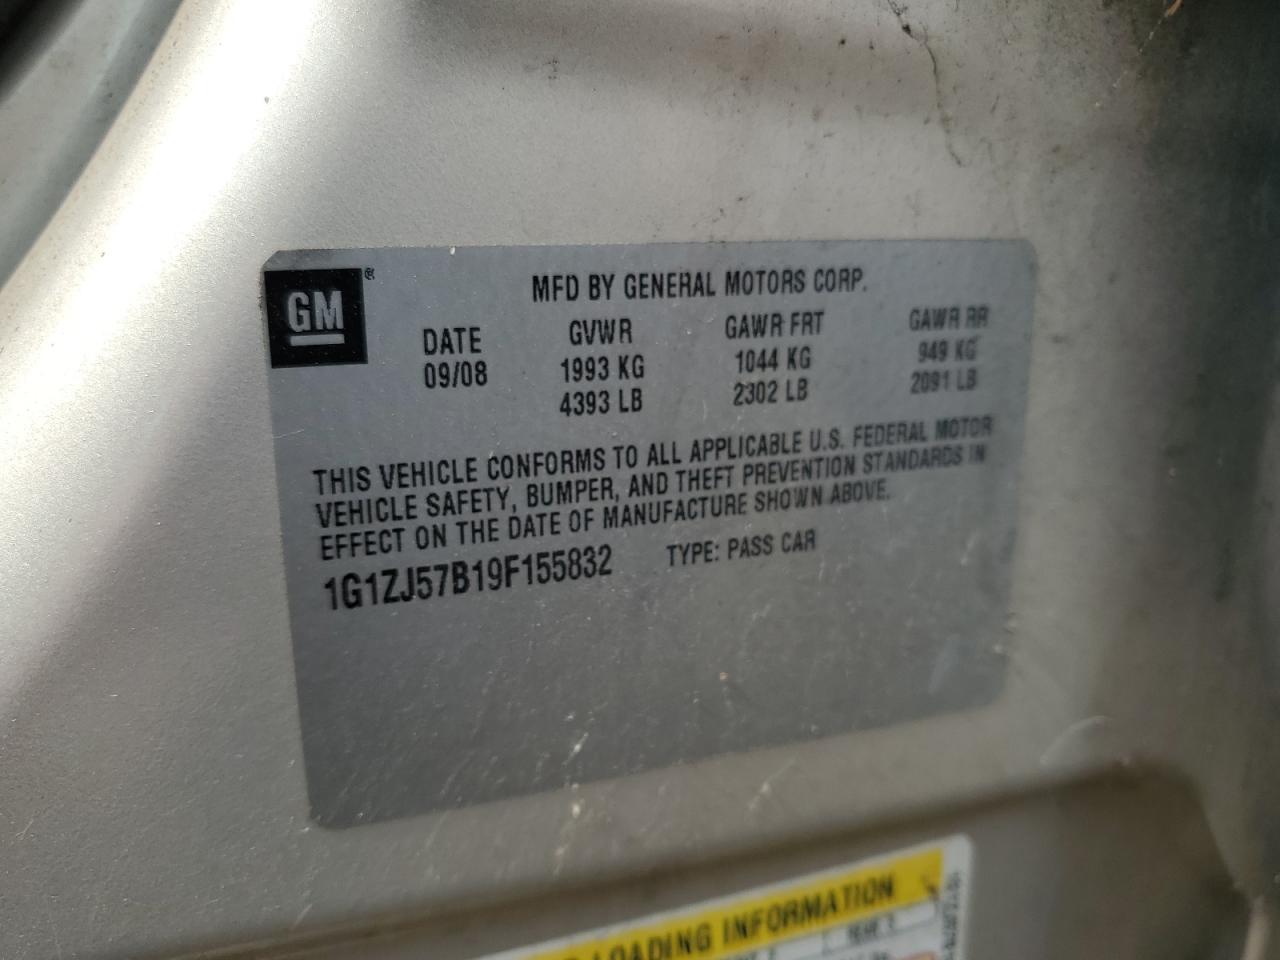 GM ®
MFD BY GENERAL MOTORS CORP.
DATE GVWR GAWR FRT GAWR RR
09/08 1993 KG 1044 KG 949 KG
4393 LB 2302 LB 2091 LB
THIS VEHICLE CONFORMS TO ALL APPLICABLE U.S. FEDERAL MOTOR
VEHICLE SAFETY, BUMPER, AND THEFT PREVENTION STANDARDS IN
EFFECT ON THE DATE OF MANUFACTURE SHOWN ABOVE.
1G1ZJ57B19F155832 TYPE: PASS CAR
LOADING INFORMATION
REAR